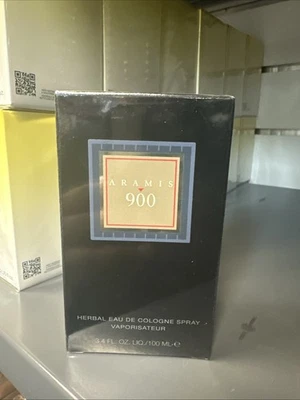 ARAMIS
900
HERBAL EAU DE COLOGNE SPRAY
VAPORISATEUR
3.4 FL. OZ. LIQ./100 ML ℮